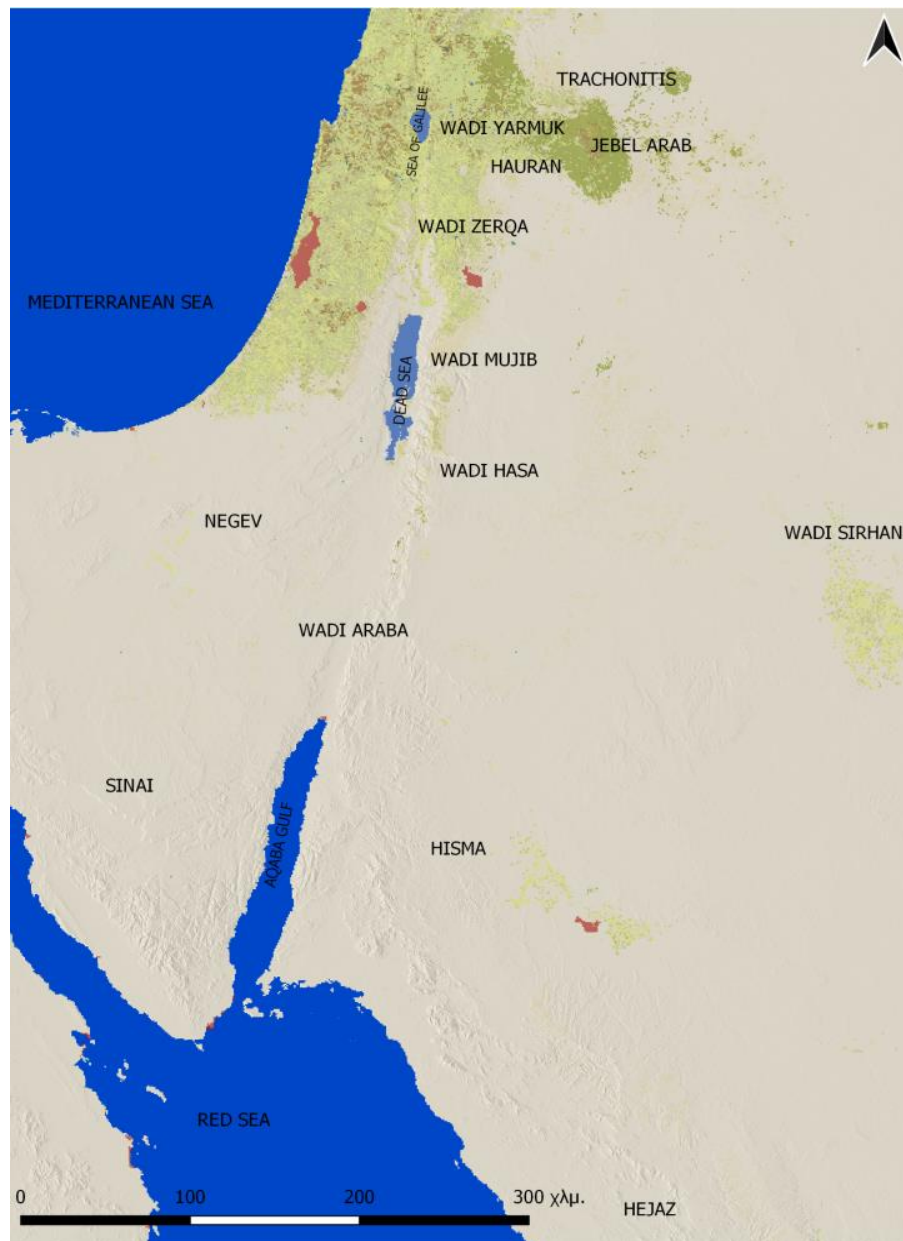 TRACHONITIS
SEA OF GALILEE
WADI YARMUK
JEBEL ARAB
HAURAN
WADI ZERQA
MEDITERRANEAN SEA
WADI MUJIB
DEAD SEA
WADI HASA
NEGEV
WADI SIRHAN
WADI ARABA
SINAI
AQABA GULF
HISMA
RED SEA
0 100 200 300 χλμ.
HEJAZ